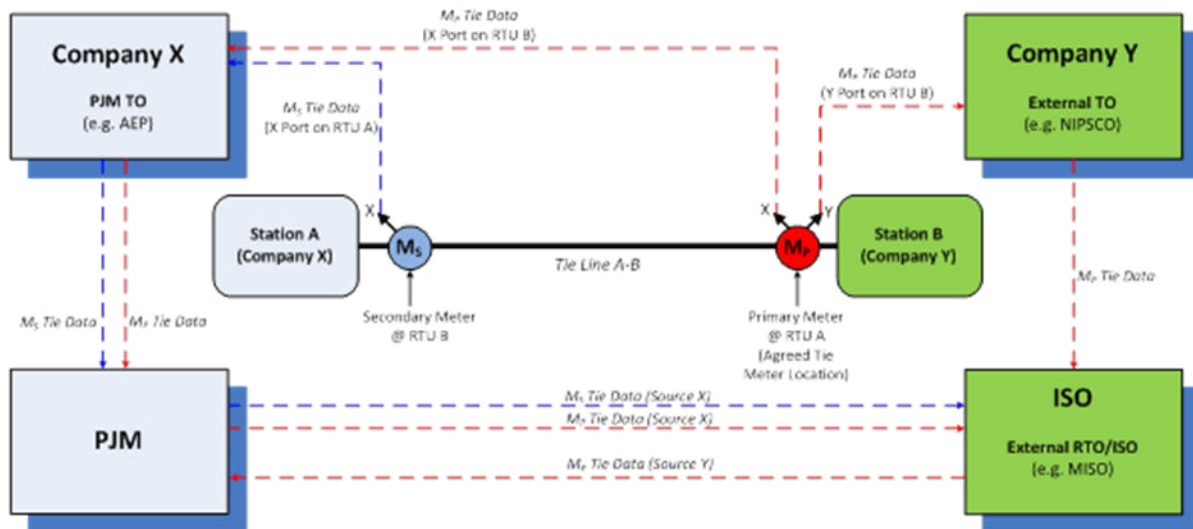 Company X
PJM TO
(e.g. AEP)
Mₚ Tie Data
(X Port on RTU B)
Mₛ Tie Data
(X Port on RTU A)
Mₚ Tie Data
(Y Port on RTU B)
Company Y
External TO
(e.g. NIPSCO)
Station A
(Company X)
X
Mₛ
Tie Line A-B
X
Y
Mₚ
Station B
(Company Y)
Secondary Meter
@ RTU B
Primary Meter
@ RTU A
(Agreed Tie
Meter Location)
Mₛ Tie Data
Mₚ Tie Data
Mₚ Tie Data
PJM
Mₛ Tie Data (Source X)
Mₚ Tie Data (Source X)
Mₚ Tie Data (Source Y)
ISO
External RTO/ISO
(e.g. MISO)